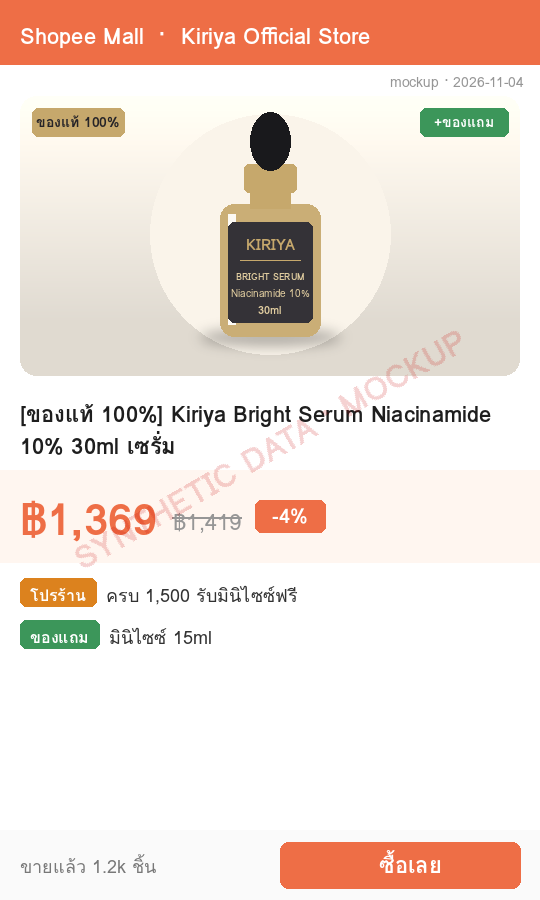 Shopee Mall · Kiriya Official Store
mockup · 2026-11-04
ของแท้ 100%
+ของแถม
KIRIYA
BRIGHT SERUM
Niacinamide 10%
30ml
[ของแท้ 100%] Kiriya Bright Serum Niacinamide
10% 30ml เซรั่ม
฿1,369 ฿1,419 -4%
SYNTHETIC DATA · MOCKUP
โปรร้าน ครบ 1,500 รับมินิไซซ์ฟรี
ของแถม มินิไซซ์ 15ml
ขายแล้ว 1.2k ชิ้น
ซื้อเลย